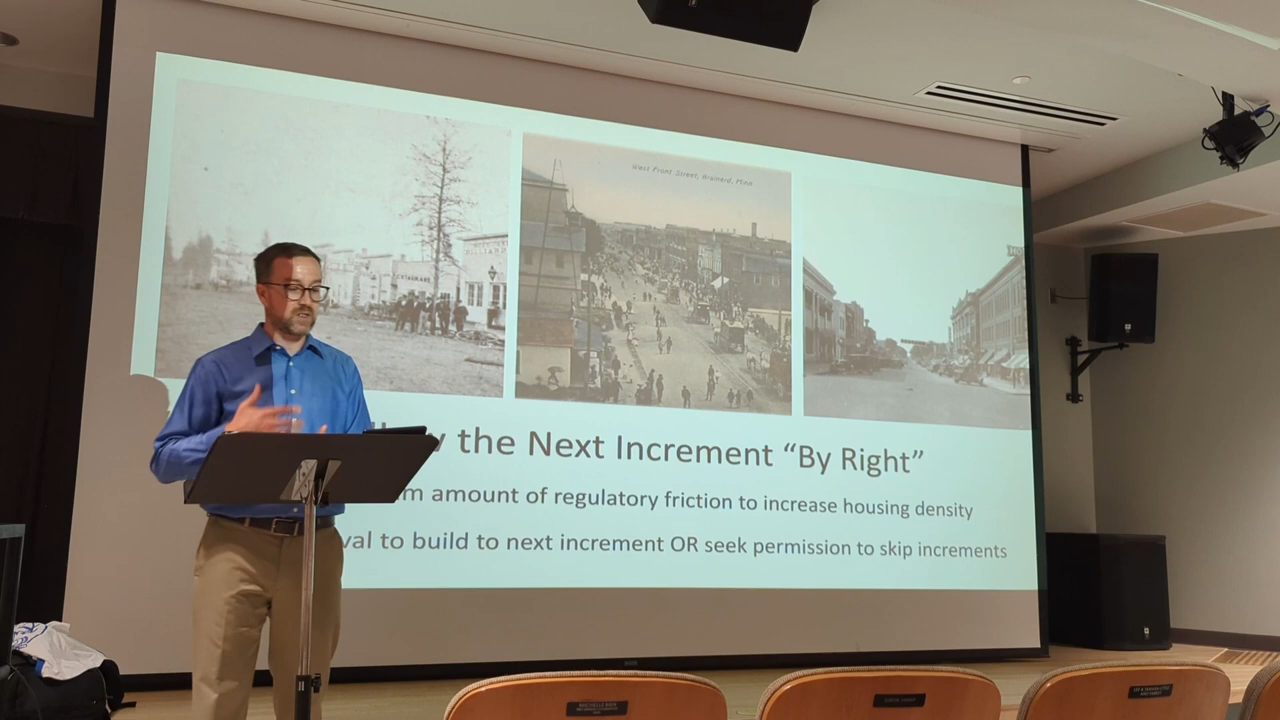 West Front Street, Brainerd, Minn
the Next Increment "By Right"
amount of regulatory friction to increase housing density
to build to next increment OR seek permission to skip increments